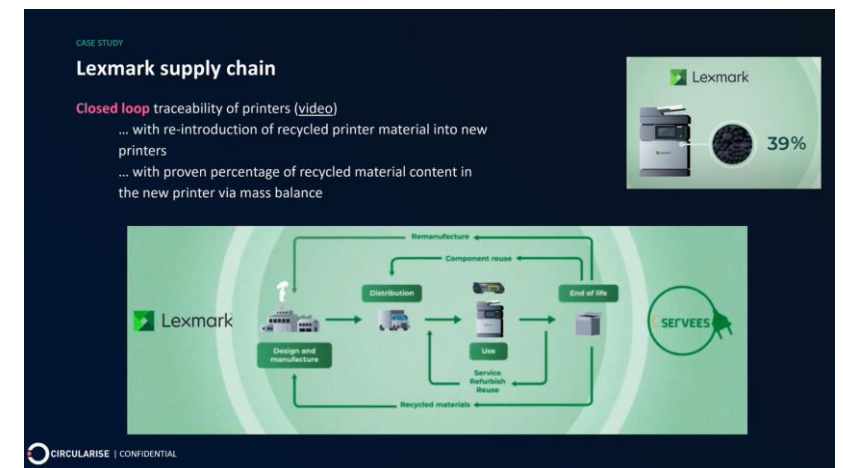 CASE STUDY
Lexmark supply chain
Closed loop traceability of printers (video)
... with re-introduction of recycled printer material into new
printers
... with proven percentage of recycled material content in
the new printer via mass balance
Lexmark
39%
Remanufacture
Component reuse
Distribution
End of life
Lexmark
SERVEES
Design and
manufacture
Use
Service
Refurbish
Reuse
Recycled materials
CIRCULARISE | CONFIDENTIAL